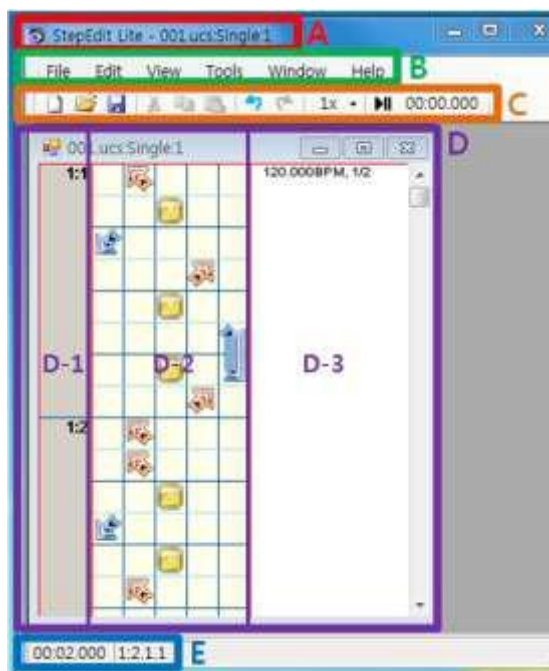 StepEdit Lite - 001.ucs:Single:1 A
File Edit View Tools Window Help B
1x 00:00.000 C
001.ucs:Single:1 D
1:1 120.000BPM, 1/2
D-1 D-2 D-3
1:2
00:02.000 1:2,1.1 E